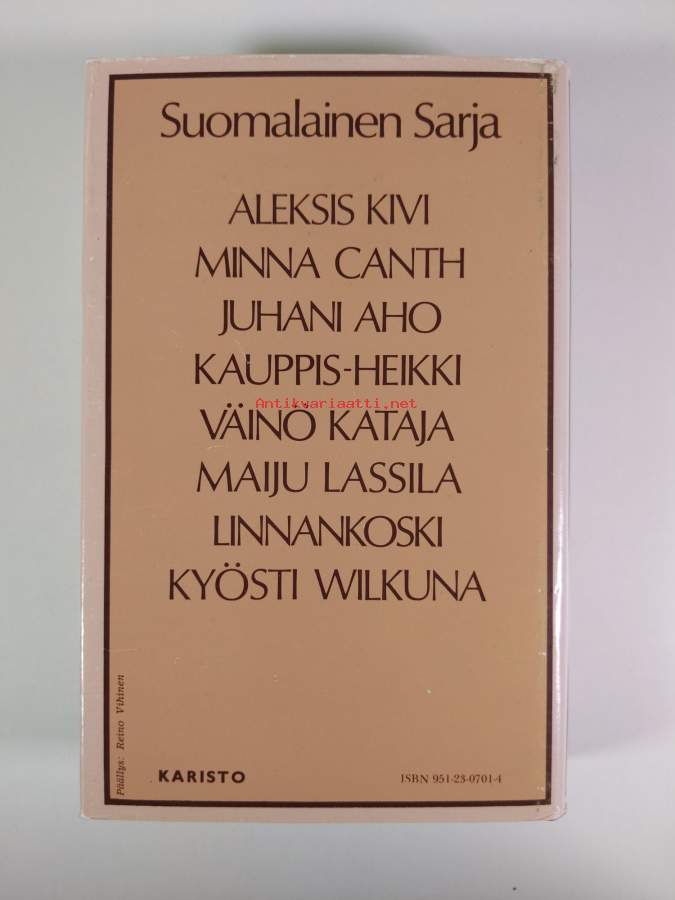 Suomalainen Sarja
ALEKSIS KIVI
MINNA CANTH
JUHANI AHO
KAUPPIS-HEIKKI
Antikvariaatti.net
VÄINÖ KATAJA
MAIJU LASSILA
LINNANKOSKI
KYÖSTI WILKUNA
Päällys: Reino Vihinen
KARISTO
ISBN 951-23-0701-4